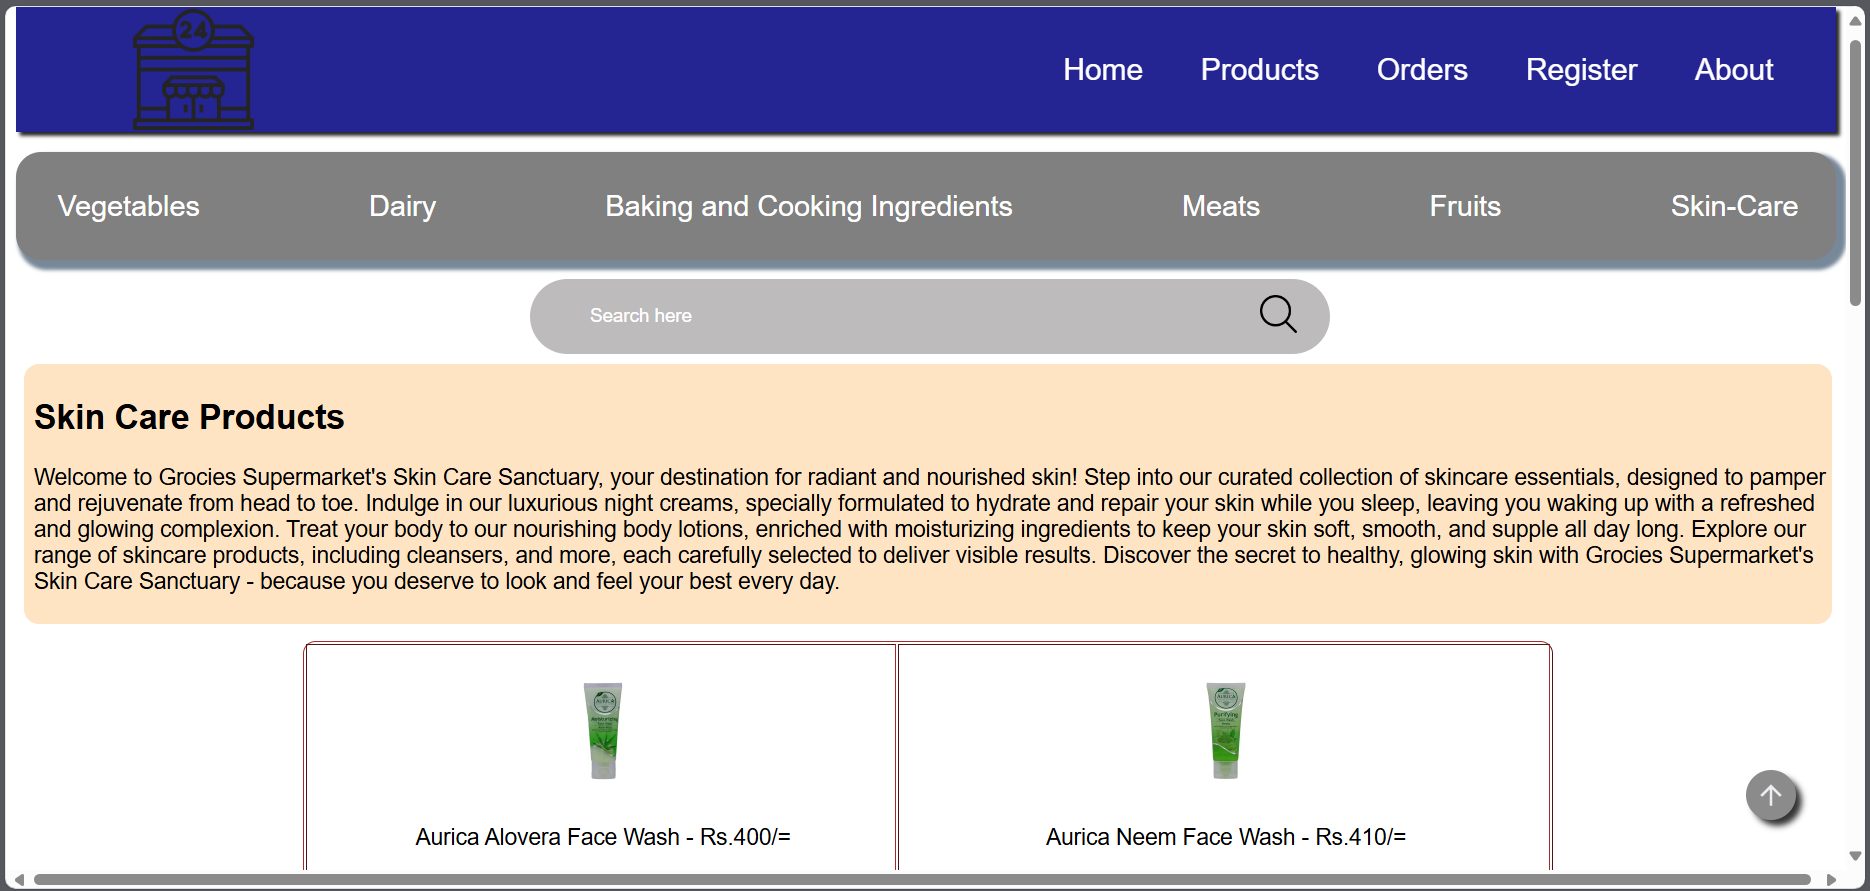 24
Home Products Orders Register About
Vegetables Dairy Baking and Cooking Ingredients Meats Fruits Skin-Care
Search here
Skin Care Products
Welcome to Grocies Supermarket's Skin Care Sanctuary, your destination for radiant and nourished skin! Step into our curated collection of skincare essentials, designed to pamper
and rejuvenate from head to toe. Indulge in our luxurious night creams, specially formulated to hydrate and repair your skin while you sleep, leaving you waking up with a refreshed
and glowing complexion. Treat your body to our nourishing body lotions, enriched with moisturizing ingredients to keep your skin soft, smooth, and supple all day long. Explore our
range of skincare products, including cleansers, and more, each carefully selected to deliver visible results. Discover the secret to healthy, glowing skin with Grocies Supermarket's
Skin Care Sanctuary - because you deserve to look and feel your best every day.
AURICA
Moisturizing
AURICA
Purifying
Aurica Alovera Face Wash - Rs.400/=
Aurica Neem Face Wash - Rs.410/=